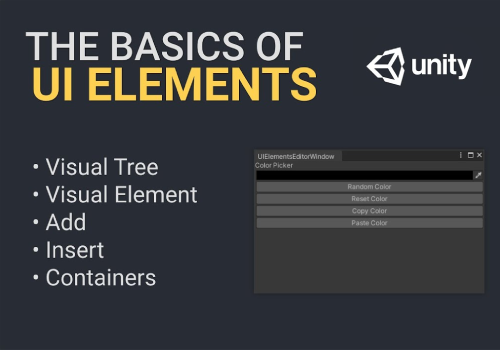 THE BASICS OF
UI ELEMENTS
unity
• Visual Tree
• Visual Element
• Add
• Insert
• Containers
UIElementsEditorWindow
Color Picker
Random Color
Reset Color
Copy Color
Paste Color